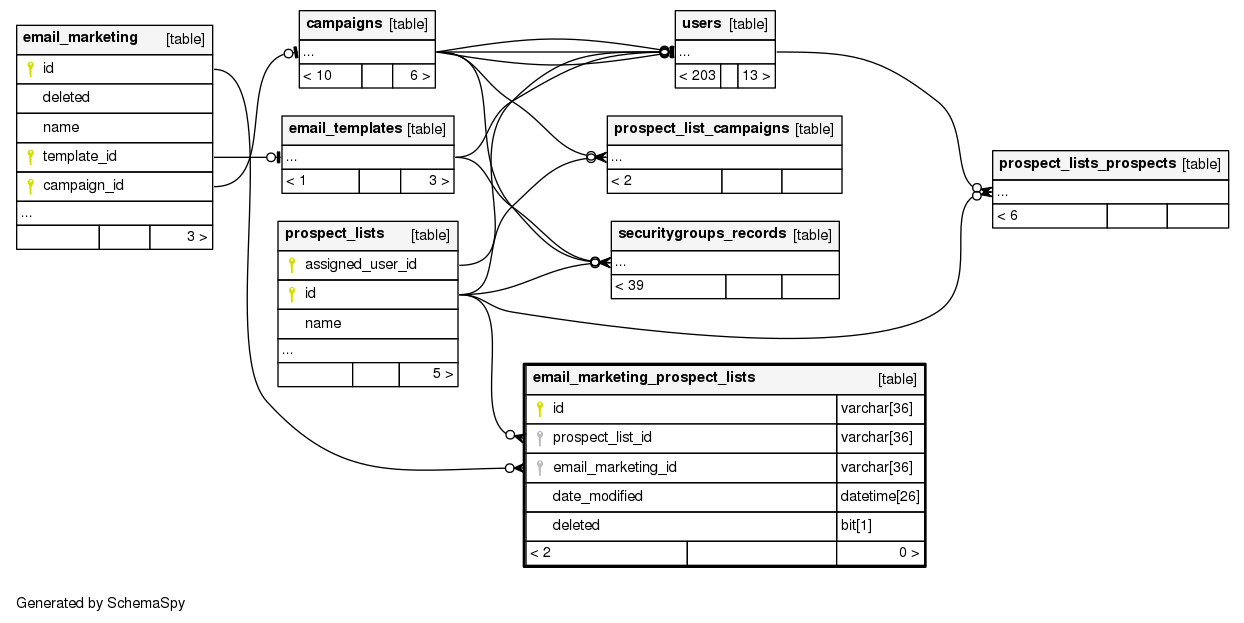 email_marketing [table]
id
deleted
name
template_id
campaign_id
...
3 >
campaigns [table]
...
< 10 6 >
email_templates [table]
...
< 1 3 >
prospect_lists [table]
assigned_user_id
id
name
...
5 >
users [table]
...
< 203 13 >
prospect_list_campaigns [table]
...
< 2
securitygroups_records [table]
...
< 39
email_marketing_prospect_lists [table]
id varchar[36]
prospect_list_id varchar[36]
email_marketing_id varchar[36]
date_modified datetime[26]
deleted bit[1]
< 2 0 >
prospect_lists_prospects [table]
...
< 6
Generated by SchemaSpy